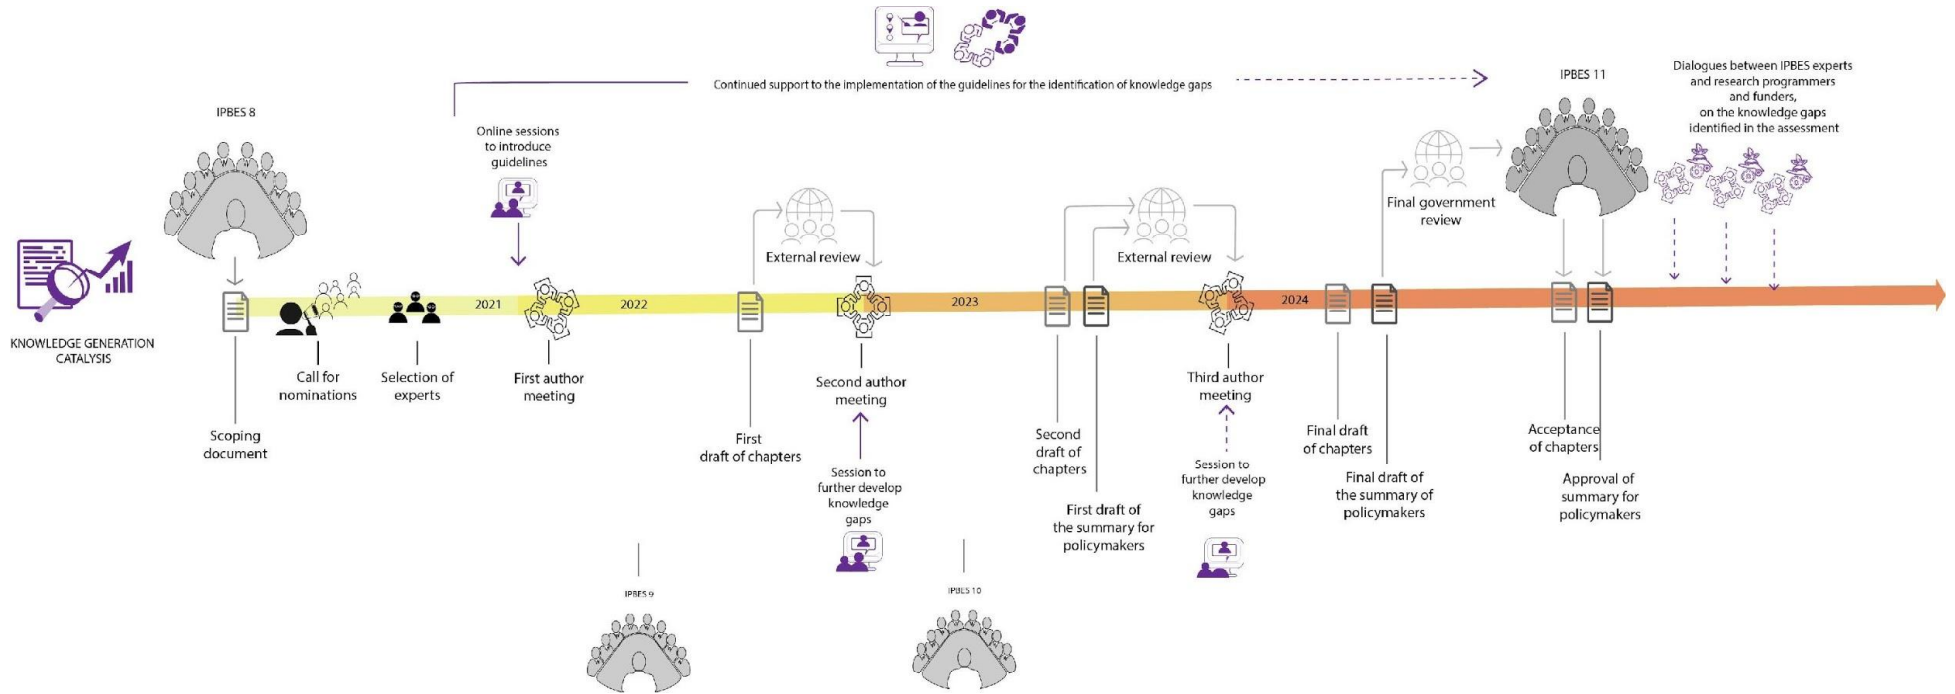 Continued support to the implementation of the guidelines for the identification of knowledge gaps
IPBES 11
Dialogues between IPBES experts
and research programmers
and funders,
on the knowledge gaps
identified in the assessment
IPBES 8
Online sessions
to introduce
guidelines
External review
External review
Final government
review
KNOWLEDGE GENERATION
CATALYSIS
2021
2022
2023
2024
Scoping
document
Call for
nominations
Selection of
experts
First author
meeting
First
draft of chapters
Second author
meeting
Session to
further develop
knowledge
gaps
Second
draft of
chapters
First draft of
the summary for
policymakers
Third author
meeting
Session to
further develop
knowledge
gaps
Final draft
of chapters
Final draft of
the summary of
policymakers
Acceptance
of chapters
Approval of
summary for
policymakers
IPBES 9
IPBES 10